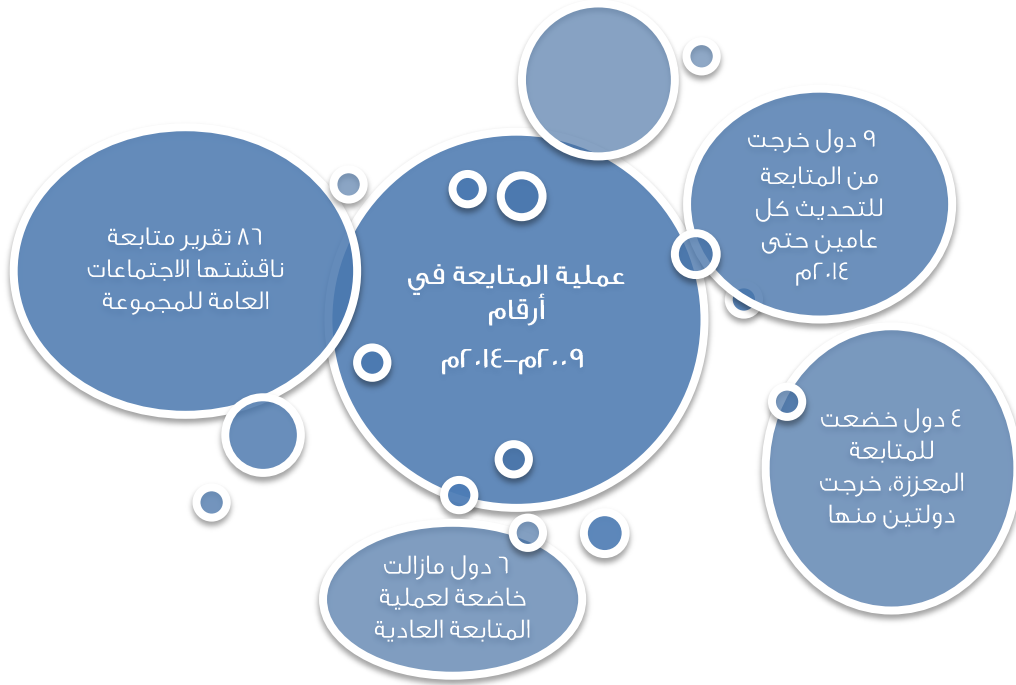 عملية المتايعة في
أرقام
٢٠٠٩م–٢٠١٤م
٩ دول خرجت
من المتابعة
للتحديث كل
عامين حتى
٢٠١٤م
٤ دول خضعت
للمتابعة
المعززة، خرجت
دولتين منها
٦ دول مازالت
خاضعة لعملية
المتابعة العادية
٨٦ تقرير متابعة
ناقشتها الاجتماعات
العامة للمجموعة